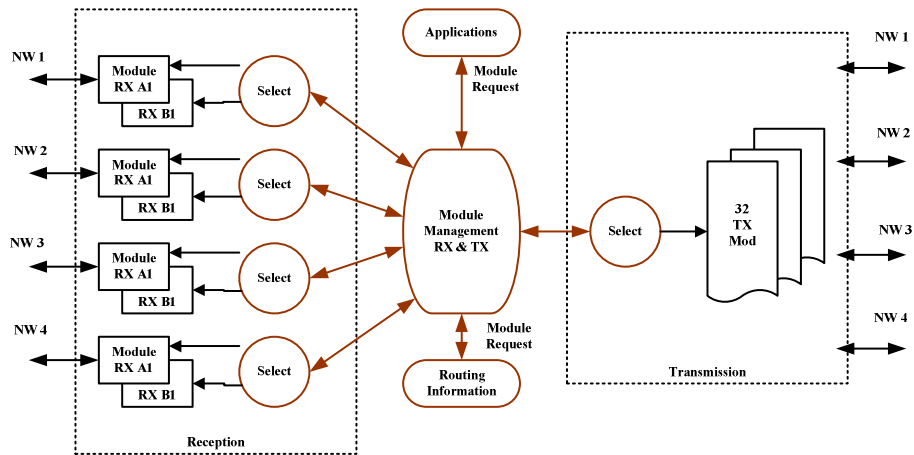 NW 1
Module
RX A1
RX B1
Select
NW 2
Module
RX A1
RX B1
Select
NW 3
Module
RX A1
RX B1
Select
NW 4
Module
RX A1
RX B1
Select
Reception
Applications
Module
Request
Module
Management
RX & TX
Module
Request
Routing
Information
Select
32
TX
Mod
Transmission
NW 1
NW 2
NW 3
NW 4